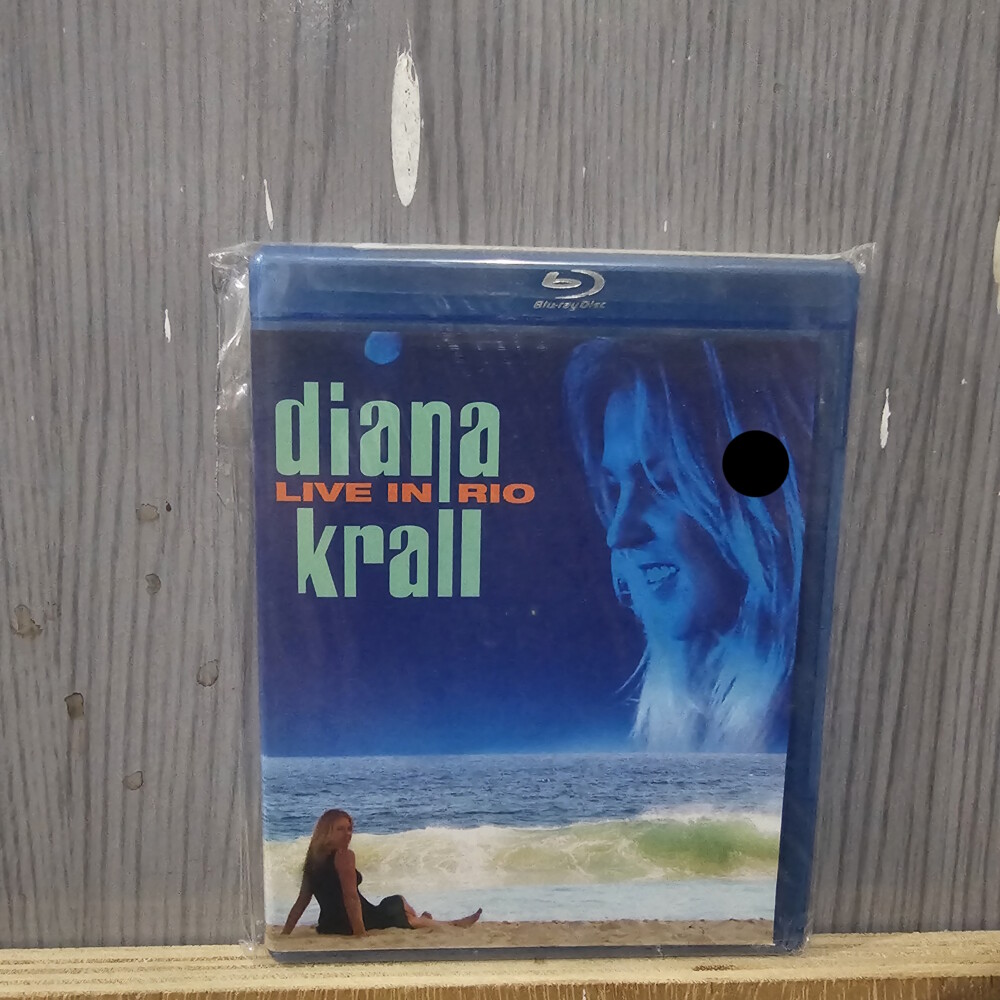 Blu-ray Disc
diana
LIVE IN RIO
krall